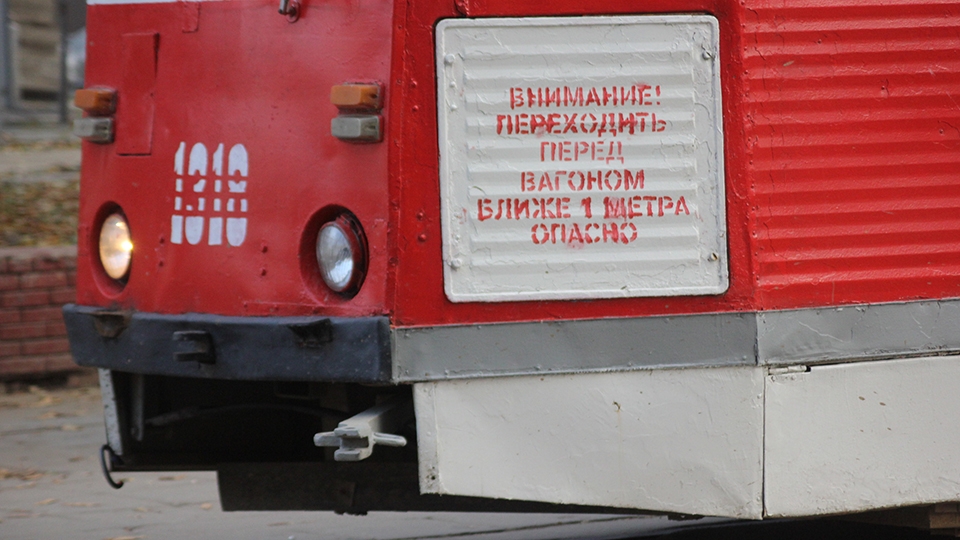 1318
ВНИМАНИЕ!
ПЕРЕХОДИТЬ
ПЕРЕД
ВАГОНОМ
БЛИЖЕ 1 МЕТРА
ОПАСНО